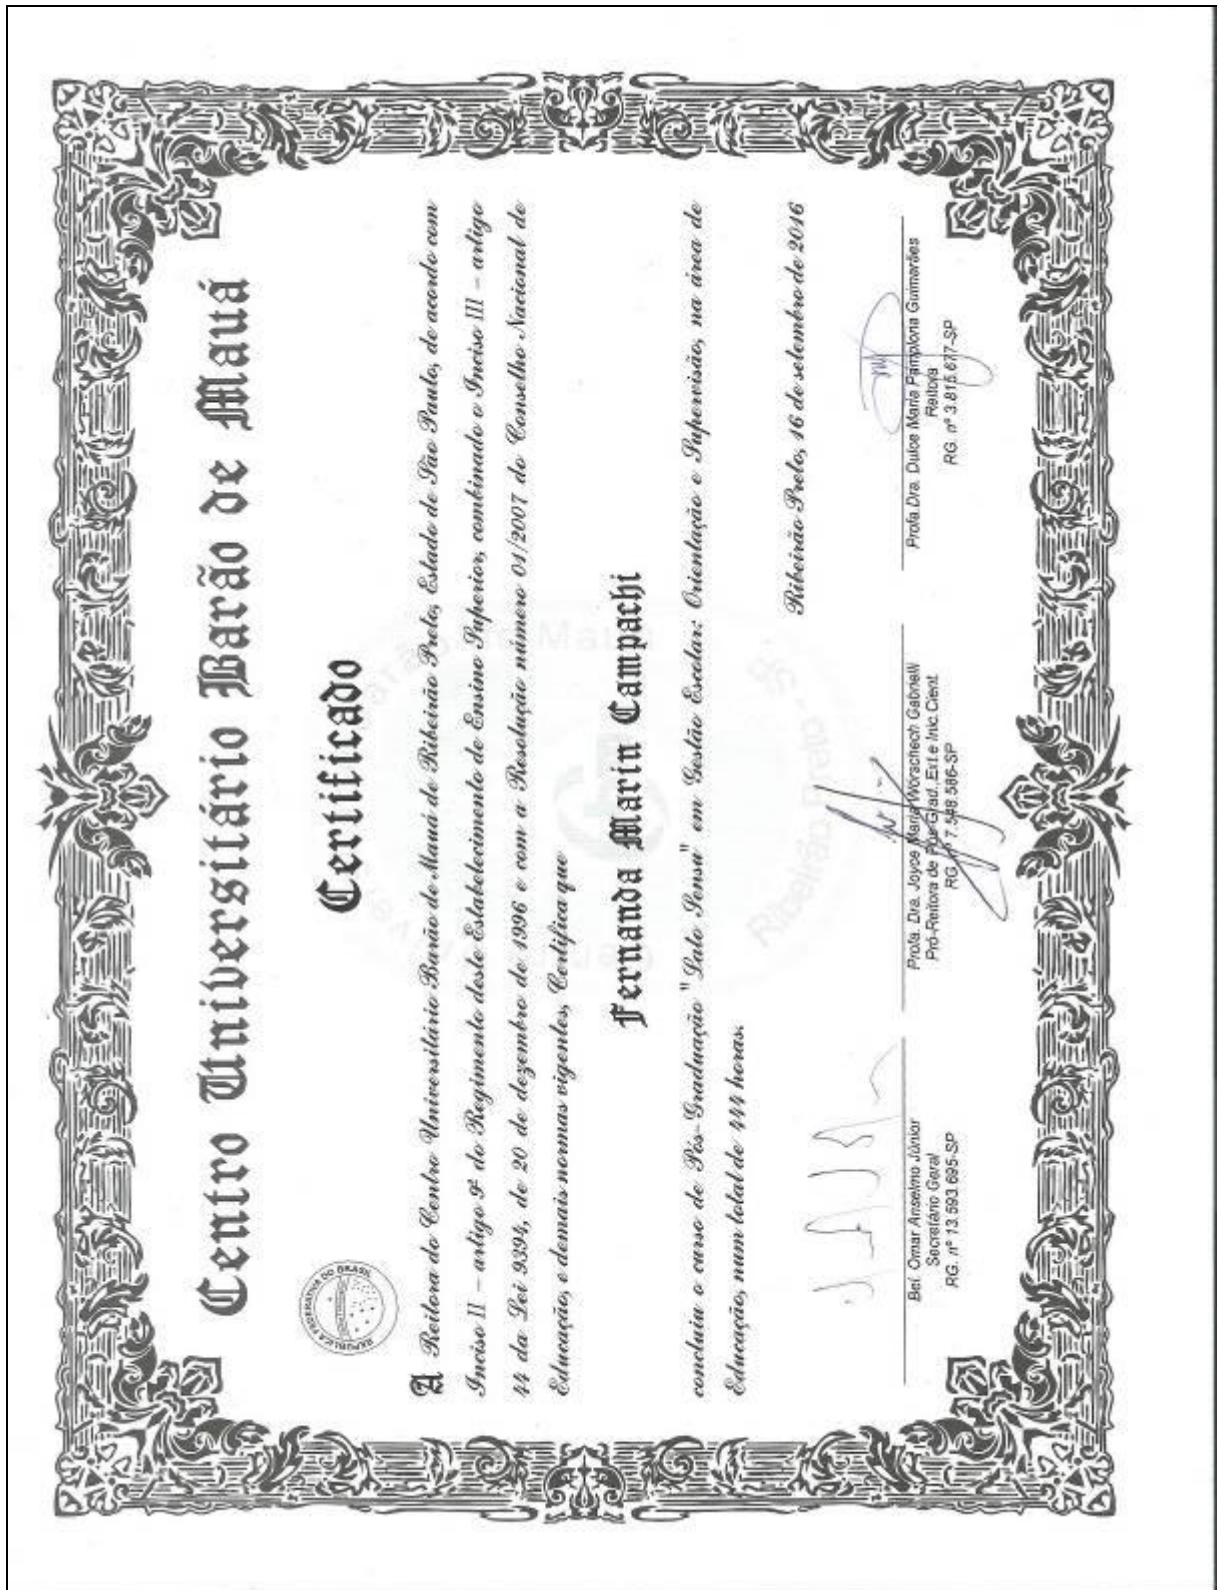 Centro Universitário Barão de Mauá
REPÚBLICA FEDERATIVA DO BRASIL
Certificado
A Reitora do Centro Universitário Barão de Mauá de Ribeirão Preto, Estado de São Paulo, de acordo com
Inciso II - artigo 9º do Regimento deste Estabelecimento de Ensino Superior, combinado o Inciso III - artigo
44 da Lei 9394, de 20 de dezembro de 1996 e com a Resolução número 01/2007 do Conselho Nacional de
Educação, e demais normas vigentes, Certifica que
Fernanda Marin Campachi
concluiu o curso de Pós-Graduação "Lato Sensu" em Gestão Escolar: Orientação e Supervisão, na área de
Educação, num total de 444 horas.
Ribeirão Preto, 16 de setembro de 2016
Bel. Omar Anselmo Júnior
Secretário Geral
RG. nº 13.593.695-SP
Profa. Dra. Joyce Maria Worschech Gabrielli
Pró-Reitora de Pós Grad., Ext e Inic. Cient.
RG. nº 7.548.586-SP
Profa. Dra. Dulce Maria Pamplona Guimarães
Reitora
RG. nº 3.815.677-SP